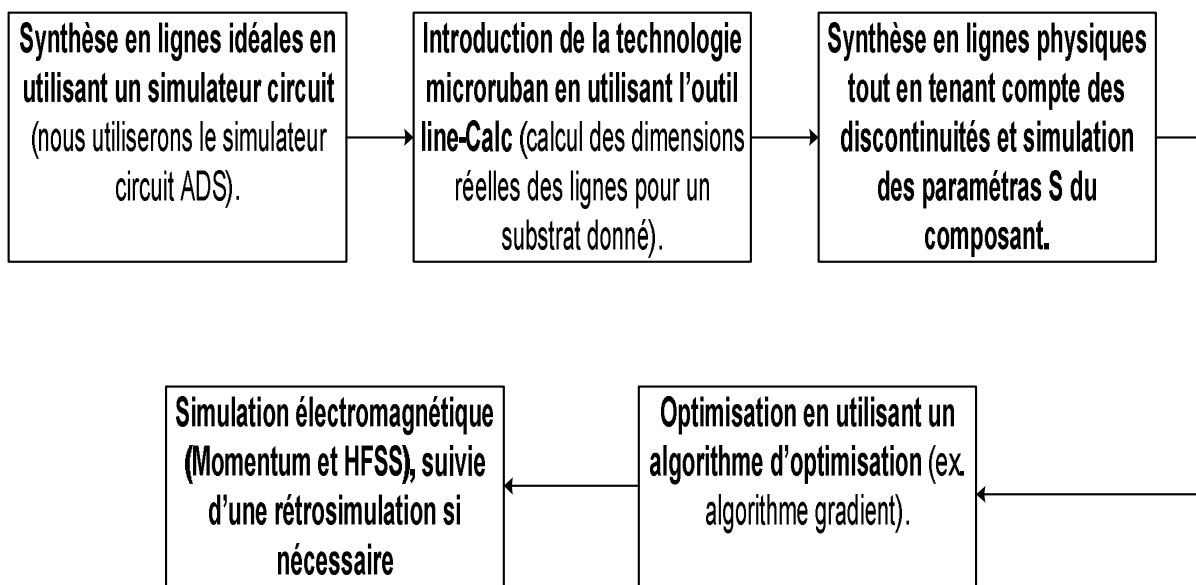 Synthèse en lignes idéales en
utilisant un simulateur circuit
(nous utiliserons le simulateur
circuit ADS).
Introduction de la technologie
microruban en utilisant l’outil
line-Calc (calcul des dimensions
réelles des lignes pour un
substrat donné).
Synthèse en lignes physiques
tout en tenant compte des
discontinuités et simulation
des paramétras S du
composant.
Optimisation en utilisant un
algorithme d’optimisation (ex.
algorithme gradient).
Simulation électromagnétique
(Momentum et HFSS), suivie
d’une rétrosimulation si
nécessaire